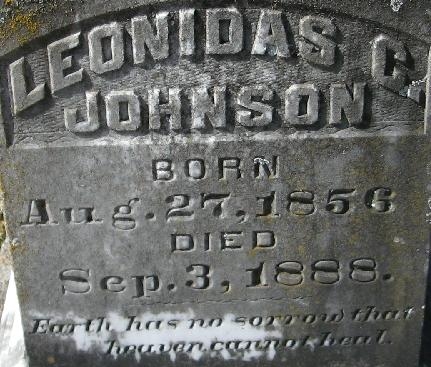 LEONIDAS C.
JOHNSON
BORN
Aug. 27, 1856
DIED
Sep. 3, 1888.
Earth has no sorrow that
heaven cannot heal.